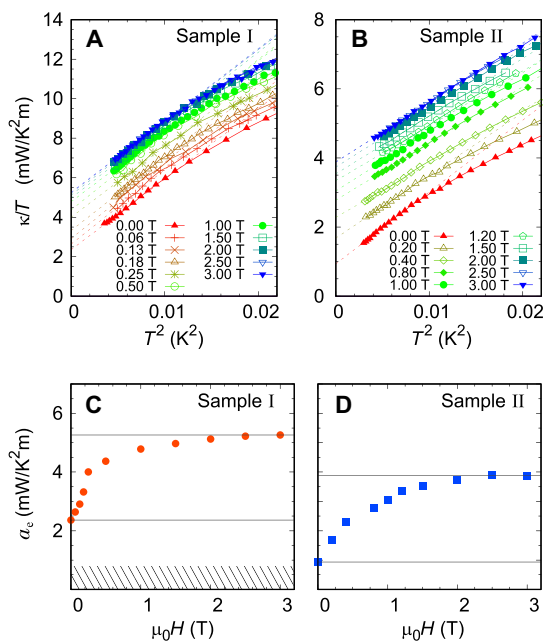 A
Sample I
14
12
10
8
6
4
2
0
κ/T (mW/K²m)
0.00 T
0.06 T
0.13 T
0.18 T
0.25 T
0.50 T
1.00 T
1.50 T
2.00 T
2.50 T
3.00 T
0
0.01
0.02
T² (K²)
B
Sample II
8
6
4
2
0
0.00 T
0.20 T
0.40 T
0.80 T
1.00 T
1.20 T
1.50 T
2.00 T
2.50 T
3.00 T
0
0.01
0.02
T² (K²)
C
Sample I
7
5
4
2
aₑ (mW/K²m)
0
1
2
3
μ₀H (T)
D
Sample II
0
1
2
3
μ₀H (T)